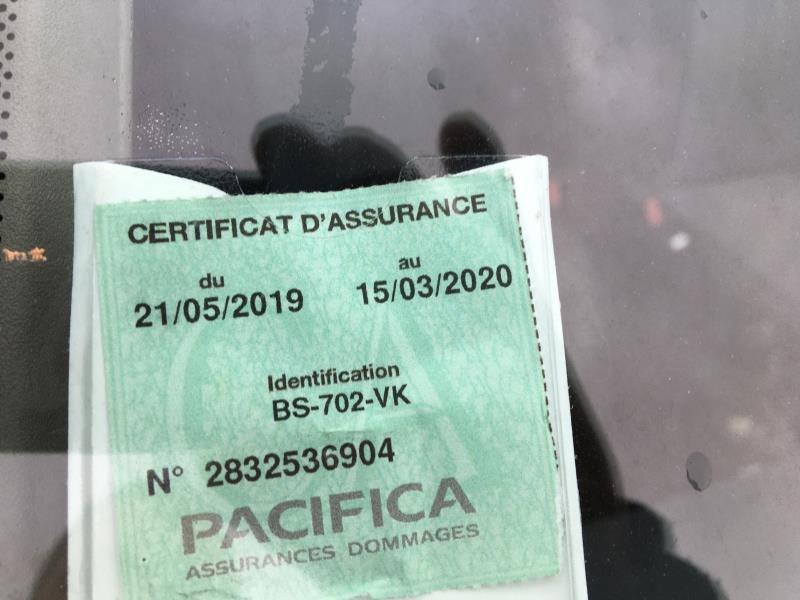 CERTIFICAT D'ASSURANCE
du au
21/05/2019 15/03/2020
Identification
BS-702-VK
N° 2832536904
PACIFICA
ASSURANCES DOMMAGES